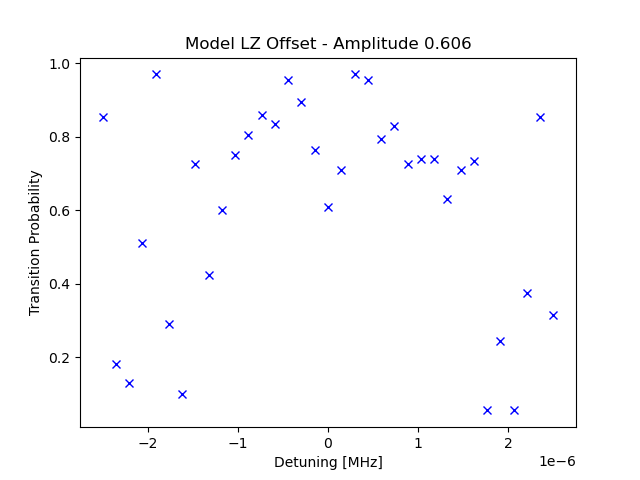 Model LZ Offset - Amplitude 0.606
Transition Probability
1.0
0.8
0.6
0.4
0.2
−2
−1
0
1
2
Detuning [MHz]
1e−6